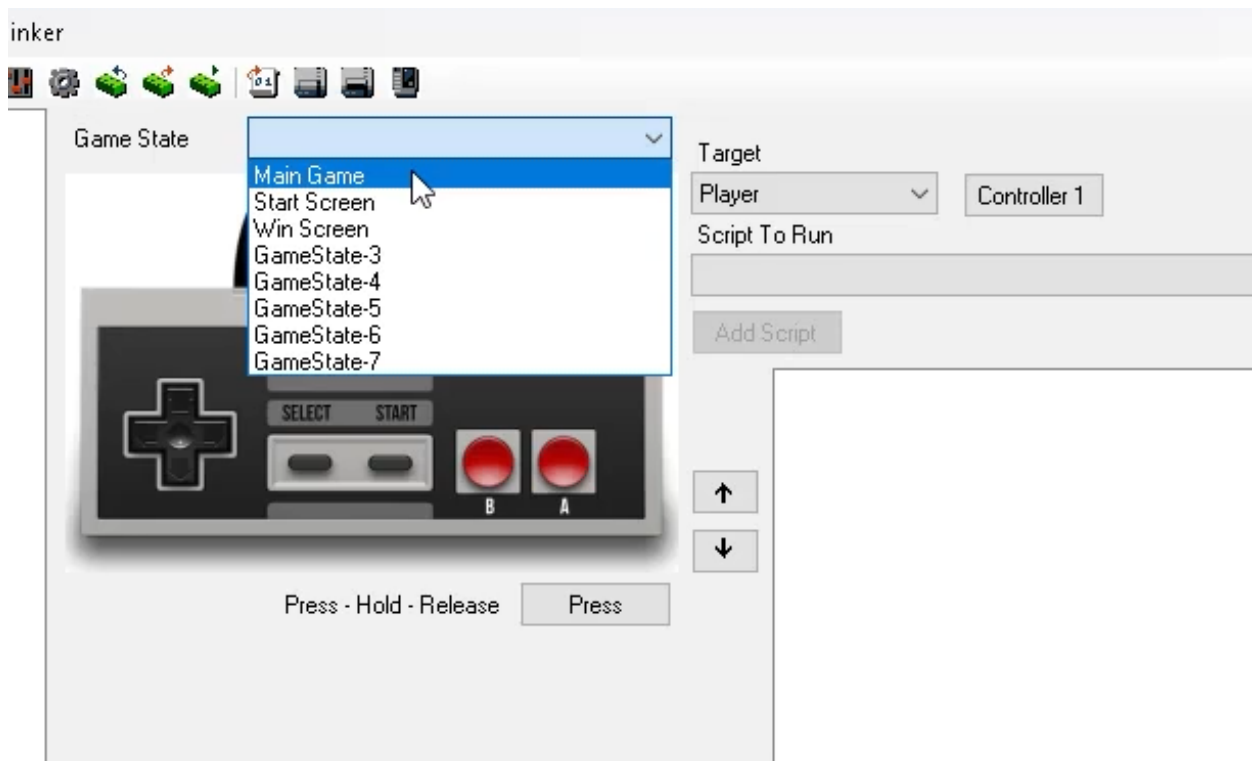 inker
Game State
Main Game
Start Screen
Win Screen
GameState-3
GameState-4
GameState-5
GameState-6
GameState-7
SELECT START
B A
Press - Hold - Release Press
Target
Player Controller 1
Script To Run
Add Script